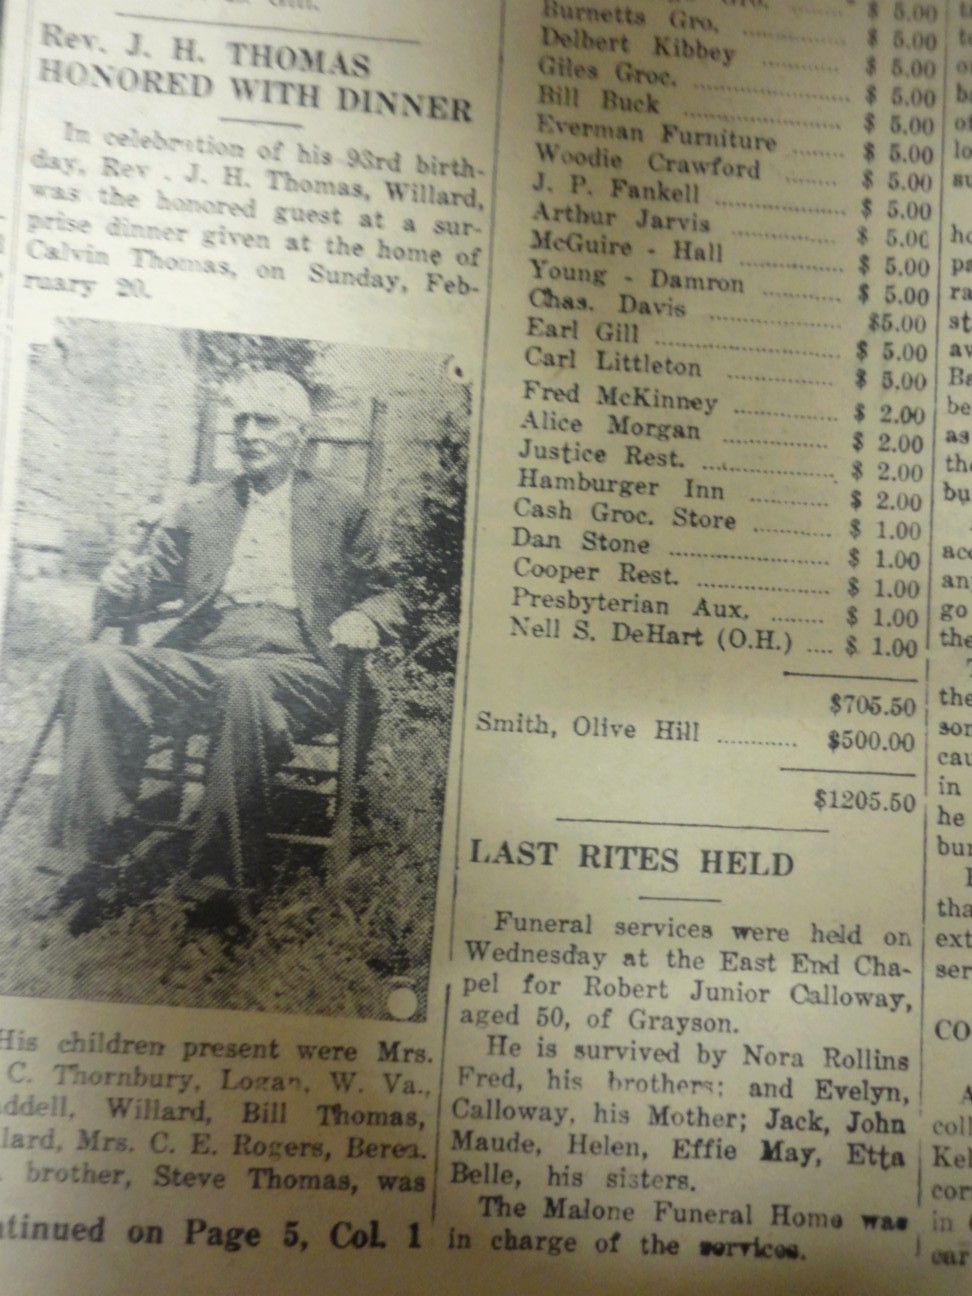 Rev. J. H. THOMAS
HONORED WITH DINNER
In celebration of his 93rd birth-
day, Rev . J. H. Thomas, Willard,
was the honored guest at a sur-
prise dinner given at the home of
Calvin Thomas, on Sunday, Feb-
ruary 20.
His children present were Mrs.
C. Thornbury, Logan, W. Va.,
Willard, Bill Thomas,
Mrs. C. E. Rogers, Berea.
brother, Steve Thomas, was
on Page 5, Col. 1
$ 5.00
Burnetts Gro. $ 5.00
Delbert Kibbey $ 5.00
Giles Groc. $ 5.00
Bill Buck $ 5.00
Everman Furniture $ 5.00
Woodie Crawford $ 5.00
J. P. Fankell $ 5.00
Arthur Jarvis $ 5.00
McGuire - Hall $ 5.00
Young - Damron $ 5.00
Chas. Davis $5.00
Earl Gill $ 5.00
Carl Littleton $ 5.00
Fred McKinney $ 2.00
Alice Morgan $ 2.00
Justice Rest. $ 2.00
Hamburger Inn $ 2.00
Cash Groc. Store $ 1.00
Dan Stone $ 1.00
Cooper Rest. $ 1.00
Presbyterian Aux. $ 1.00
Nell S. DeHart (O.H.) .... $ 1.00
$705.50
Smith, Olive Hill $500.00
$1205.50
LAST RITES HELD
Funeral services were held on
Wednesday at the East End Cha-
pel for Robert Junior Calloway,
aged 50, of Grayson.
He is survived by Nora Rollins
Fred, his brothers; and Evelyn,
Calloway, his Mother; Jack, John
Maude, Helen, Effie May, Etta
Belle, his sisters.
The Malone Funeral Home was
in charge of the services.